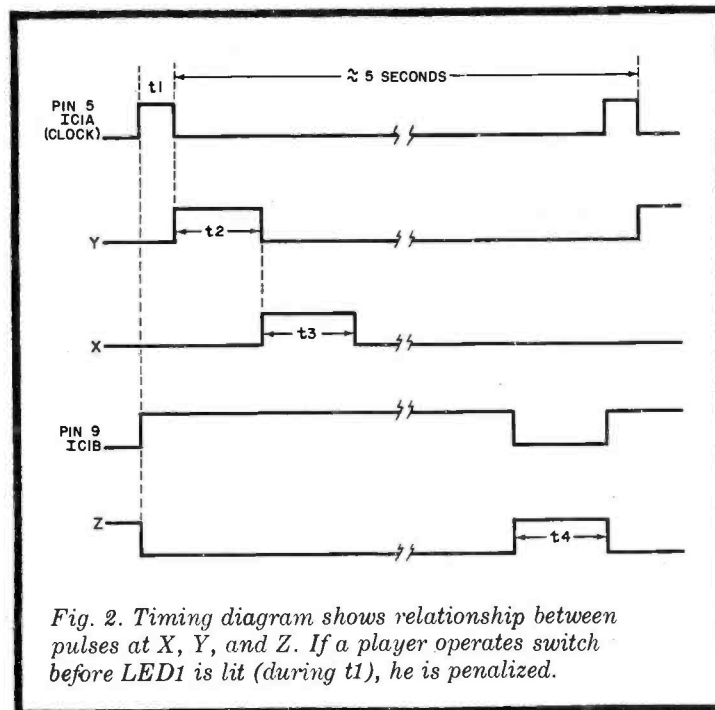 t1
≈ 5 SECONDS
PIN 5
IC1A
(CLOCK)
Y
t2
X
t3
PIN 9
IC1B
Z
t4
Fig. 2. Timing diagram shows relationship between
pulses at X, Y, and Z. If a player operates switch
before LED1 is lit (during t1), he is penalized.